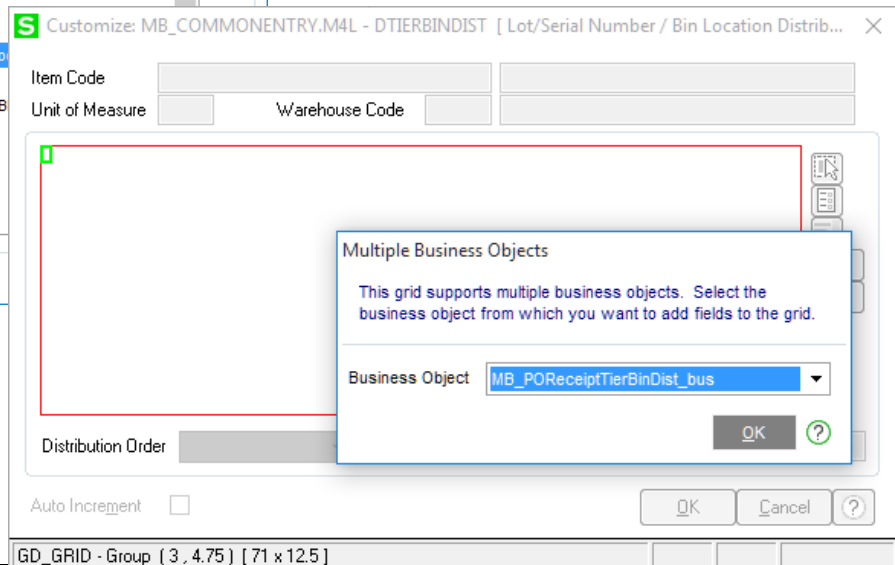 S Customize: MB_COMMONENTRY.M4L - DTIERBINDIST [ Lot/Serial Number / Bin Location Distrib...
Item Code
Unit of Measure Warehouse Code
Multiple Business Objects
This grid supports multiple business objects. Select the
business object from which you want to add fields to the grid.
Business Object MB_POReceiptTierBinDist_bus
OK ?
Distribution Order
Auto Increment OK Cancel ?
GD_GRID - Group ( 3 , 4.75 ) [ 71 x 12.5 ]